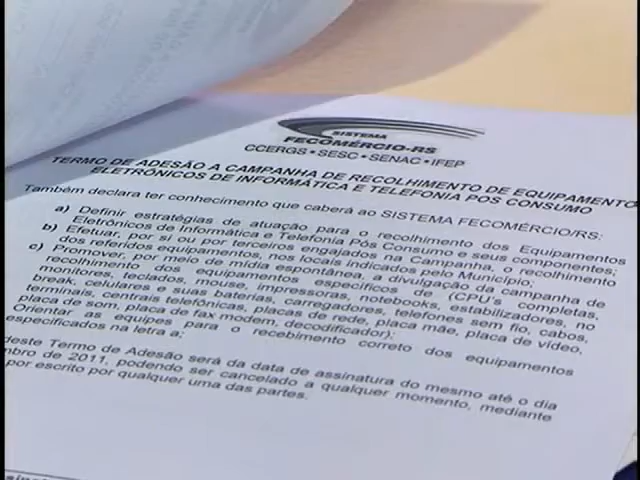 SISTEMA
FECOMÉRCIO-RS
CCERGS • SESC • SENAC • IFEP
TERMO DE ADESÃO A CAMPANHA DE RECOLHIMENTO DE EQUIPAMENTO
ELETRÔNICOS DE INFORMÁTICA E TELEFONIA PÓS CONSUMO
Também declara ter conhecimento que caberá ao SISTEMA FECOMÉRCIO/RS:
a) Definir estratégias de atuação para o recolhimento dos Equipamentos
Eletrônicos de Informática e Telefonia Pós Consumo e seus componentes;
b) Efetuar, por si ou por terceiros engajados na Campanha, o recolhimento
dos referidos equipamentos, nos locais indicados pelo Município;
c) Promover, por meio de mídia espontânea, a divulgação da campanha de
recolhimento dos equipamentos específicos de (CPU's completas,
monitores, teclados, mouse, impressoras, notebooks, estabilizadores, no
break, celulares e suas baterias, carregadores, telefones sem fio, cabos,
terminais, centrais telefônicas, placas de rede, placa mãe, placa de vídeo,
placa de som, placa de fax modem, decodificador);
Orientar as equipes para o recebimento correto dos equipamentos
especificados na letra a;
deste Termo de Adesão será da data de assinatura do mesmo até o dia
mbro de 2011, podendo ser cancelado a qualquer momento, mediante
por escrito por qualquer uma das partes.